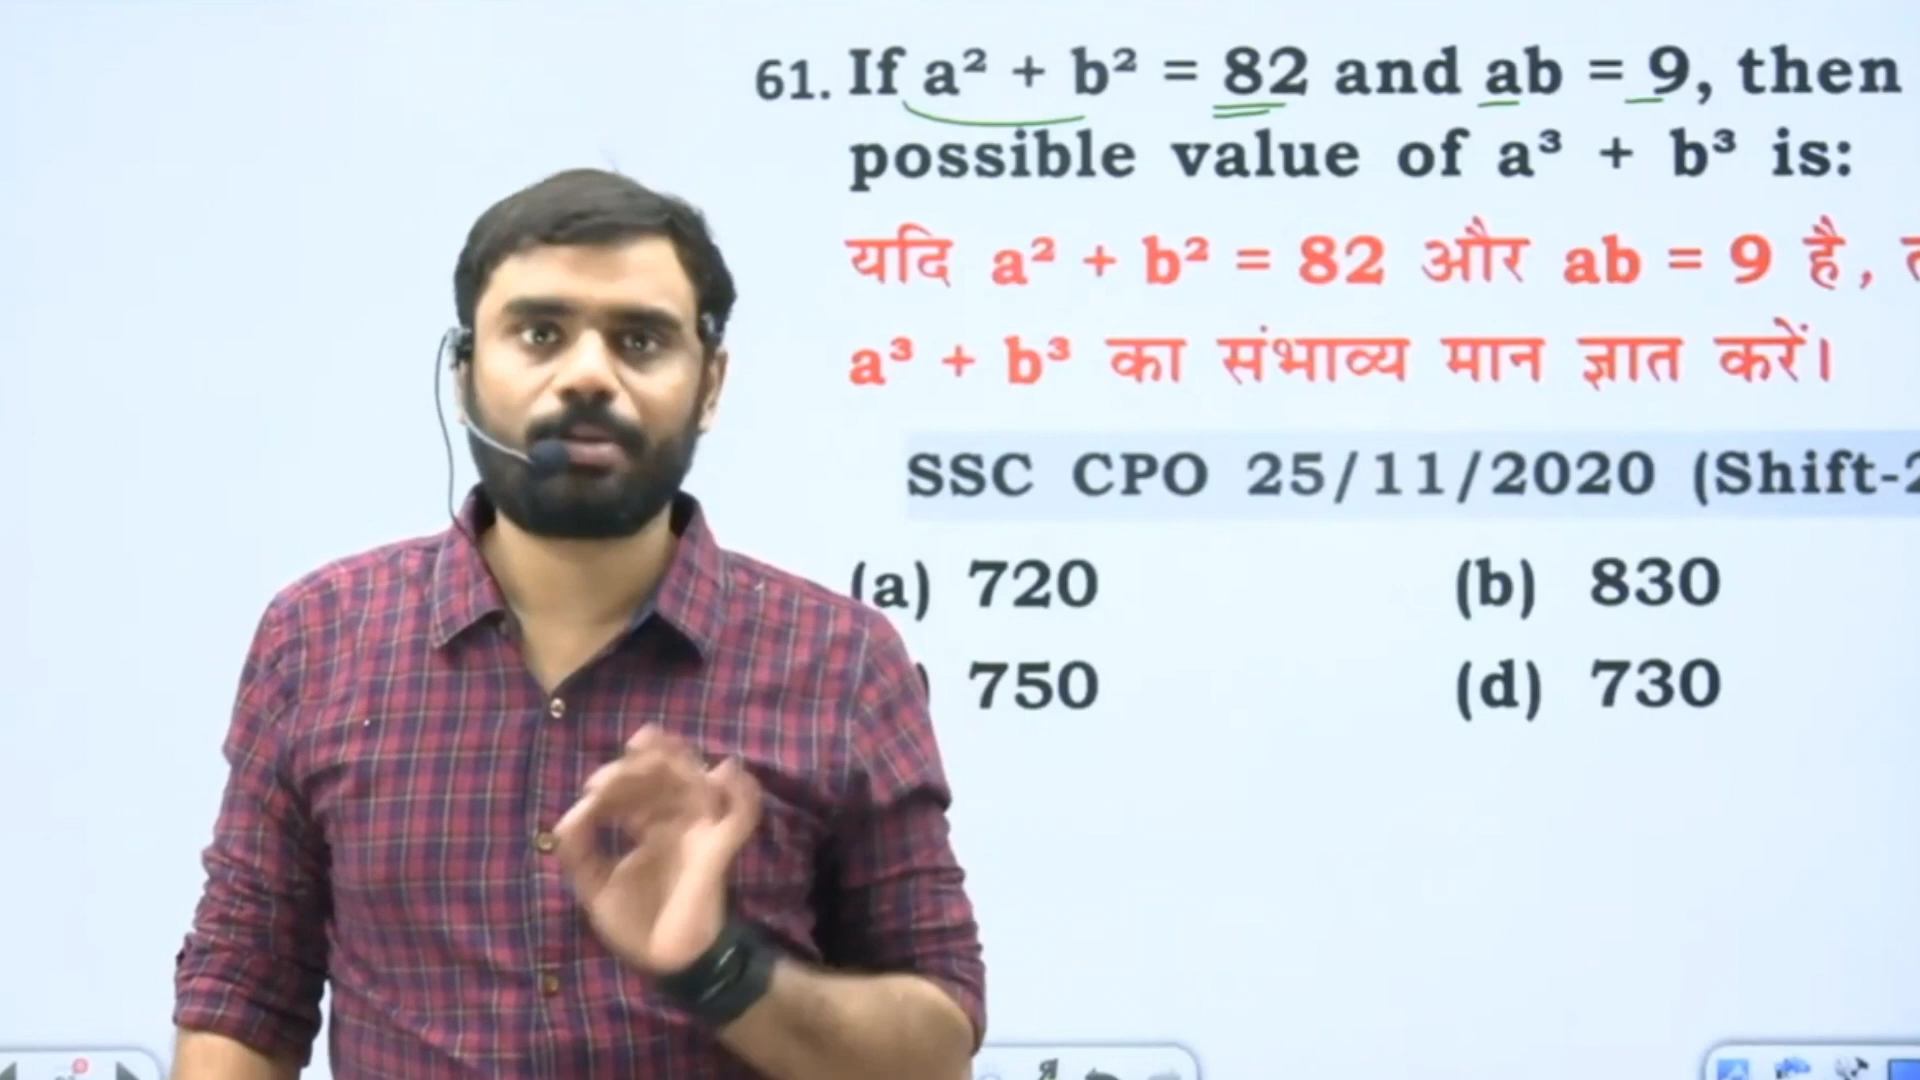 61. If a² + b² = 82 and ab = 9, then
possible value of a³ + b³ is:
यदि a² + b² = 82 और ab = 9 है,
a³ + b³ का संभाव्य मान ज्ञात करें।
SSC CPO 25/11/2020 (Shift-2
(a) 720 (b) 830
) 750 (d) 730